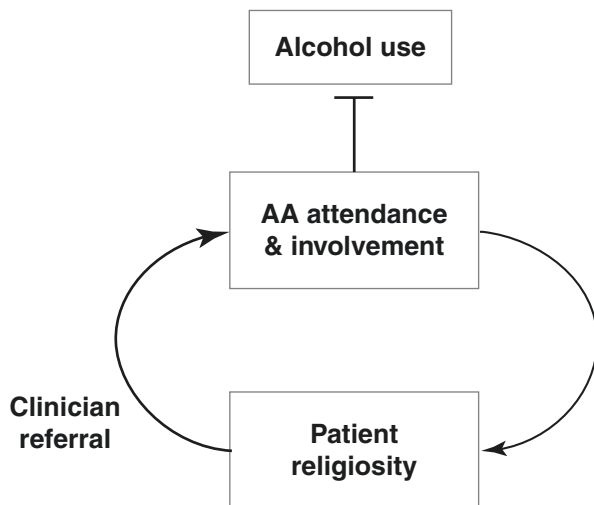 Alcohol use
AA attendance
& involvement
Clinician
referral
Patient
religiosity